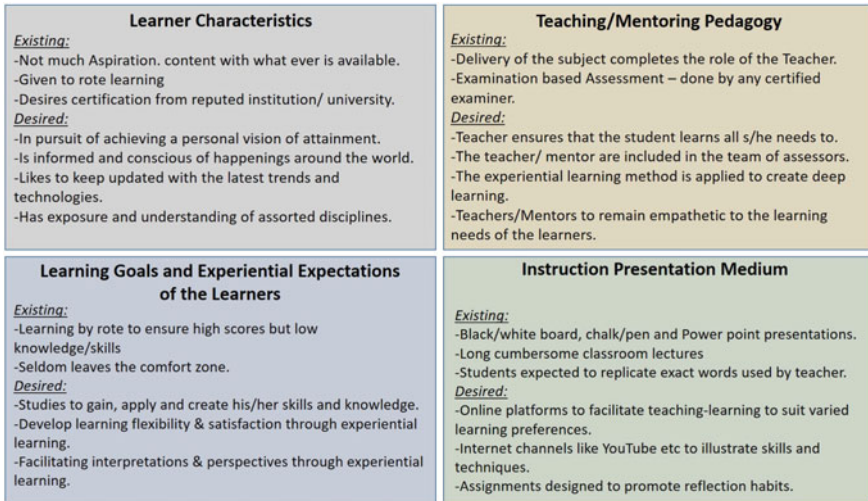 Learner Characteristics
Existing:
-Not much Aspiration. content with what ever is available.
-Given to rote learning
-Desires certification from reputed institution/ university.
Desired:
-In pursuit of achieving a personal vision of attainment.
-Is informed and conscious of happenings around the world.
-Likes to keep updated with the latest trends and
technologies.
-Has exposure and understanding of assorted disciplines.
Teaching/Mentoring Pedagogy
Existing:
-Delivery of the subject completes the role of the Teacher.
-Examination based Assessment – done by any certified
examiner.
Desired:
-Teacher ensures that the student learns all s/he needs to.
-The teacher/ mentor are included in the team of assessors.
-The experiential learning method is applied to create deep
learning.
-Teachers/Mentors to remain empathetic to the learning
needs of the learners.
Learning Goals and Experiential Expectations
of the Learners
Existing:
-Learning by rote to ensure high scores but low
knowledge/skills
-Seldom leaves the comfort zone.
Desired:
-Studies to gain, apply and create his/her skills and knowledge.
-Develop learning flexibility & satisfaction through experiential
learning.
-Facilitating interpretations & perspectives through experiential
learning.
Instruction Presentation Medium
Existing:
-Black/white board, chalk/pen and Power point presentations.
-Long cumbersome classroom lectures
-Students expected to replicate exact words used by teacher.
Desired:
-Online platforms to facilitate teaching-learning to suit varied
learning preferences.
-Internet channels like YouTube etc to illustrate skills and
techniques.
-Assignments designed to promote reflection habits.